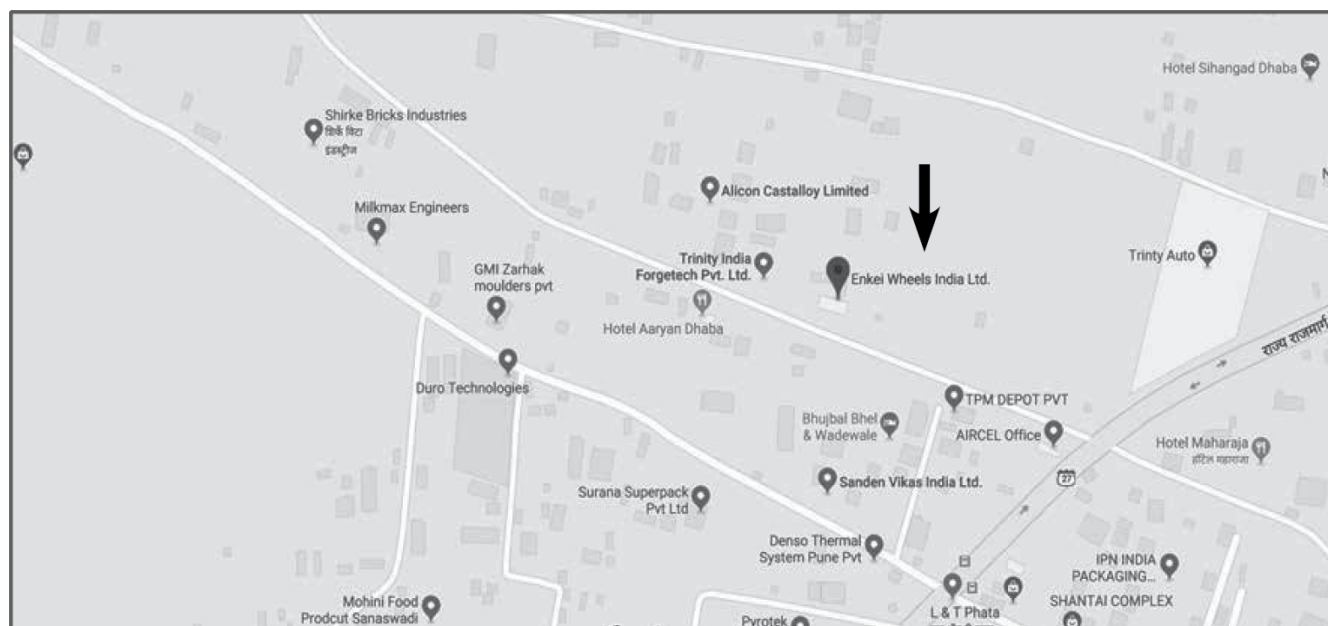 Hotel Sihangad Dhaba
Shirke Bricks Industries
शिर्के विटा
इंडस्ट्रीज
N
Alicon Castalloy Limited
Milkmax Engineers
Trinity India
Forgetech Pvt. Ltd.
Trinty Auto
GMI Zarhak
moulders pvt
Enkei Wheels India Ltd.
Hotel Aaryan Dhaba
राज्य राजमार्ग
Duro Technologies
TPM DEPOT PVT
Bhujbal Bhel
& Wadewale
AIRCEL Office
Hotel Maharaja
हॉटेल महाराजा
27
Sanden Vikas India Ltd.
Surana Superpack
Pvt Ltd
Denso Thermal
System Pune Pvt
IPN INDIA
PACKAGING...
Mohini Food
Prodcut Sanaswadi
L & T Phata
SHANTAI COMPLEX
Pyrotek